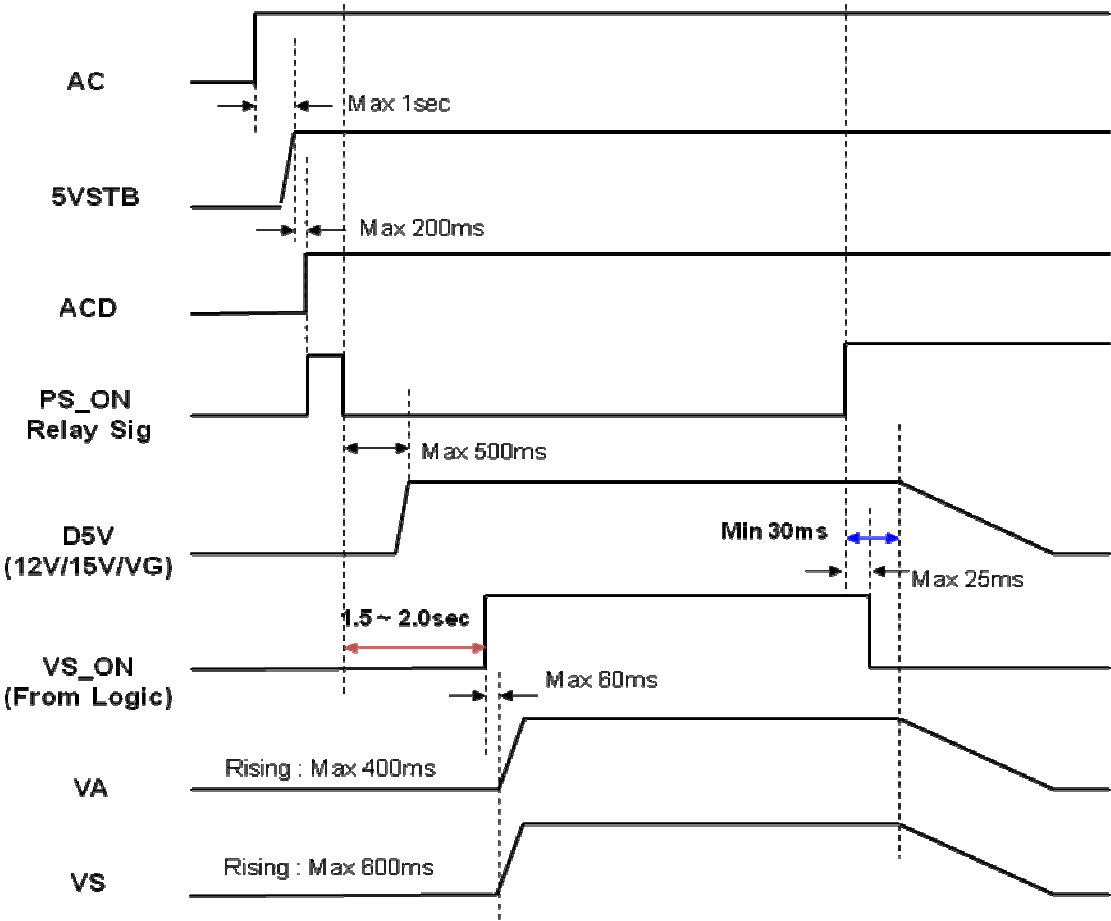 AC
Max 1sec
5VSTB
Max 200ms
ACD
PS_ON
Relay Sig
Max 500ms
D5V
(12V/15V/VG)
Min 30ms
Max 25ms
1.5 ~ 2.0sec
VS_ON
(From Logic)
Max 60ms
Rising : Max 400ms
VA
Rising : Max 600ms
VS